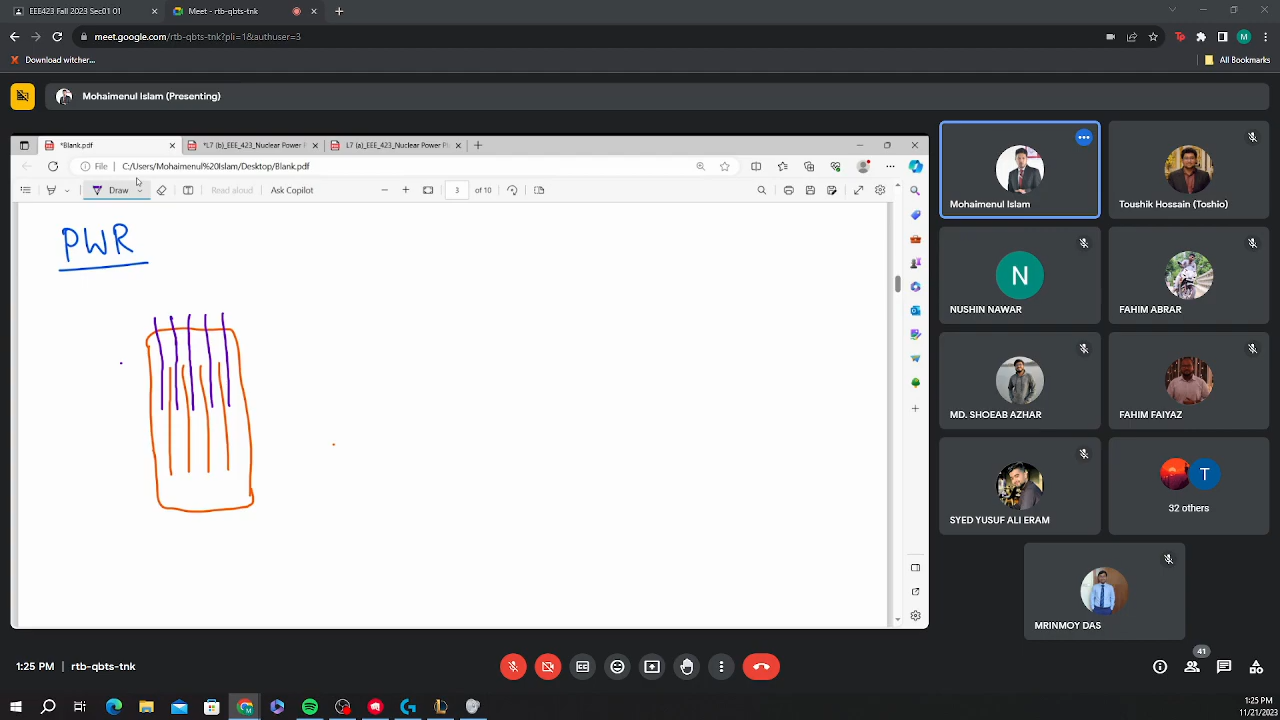 EEE423 Fall 2023 Sec01 01
Meet - rtb-qbts-tnk
meet.google.com/rtb-qbts-tnk?pli=1&authuser=3
Tp
M
Download witcher...
All Bookmarks
Mohaimenul Islam (Presenting)
*Blank.pdf
*L7 (b)_EEE_423_Nuclear Power
L7 (a)_EEE_423_Nuclear Power
File
C:/Users/Mohaimenul%20Islam/Desktop/Blank.pdf
Draw
Read aloud
Ask Copilot
3
of 10
PWR
Mohaimenul Islam
Toushik Hossain (Toshio)
N
NUSHIN NAWAR
FAHIM ABRAR
MD. SHOEAB AZHAR
FAHIM FAIYAZ
SYED YUSUF ALI ERAM
T
32 others
MRINMOY DAS
1:25 PM | rtb-qbts-tnk
41
1:25 PM
11/21/2023